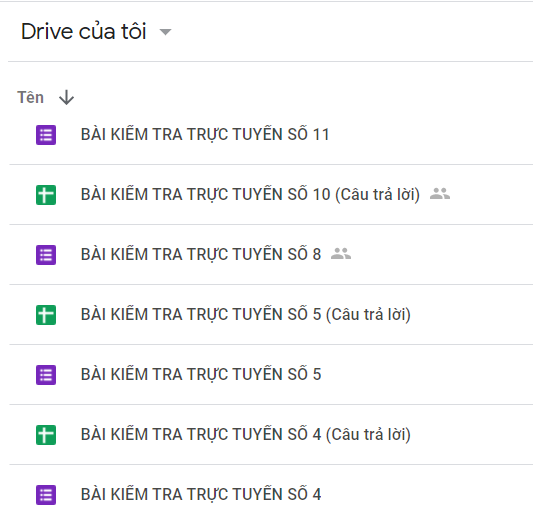 Drive của tôi
Tên
BÀI KIỂM TRA TRỰC TUYẾN SỐ 11
BÀI KIỂM TRA TRỰC TUYẾN SỐ 10 (Câu trả lời)
BÀI KIỂM TRA TRỰC TUYẾN SỐ 8
BÀI KIỂM TRA TRỰC TUYẾN SỐ 5 (Câu trả lời)
BÀI KIỂM TRA TRỰC TUYẾN SỐ 5
BÀI KIỂM TRA TRỰC TUYẾN SỐ 4 (Câu trả lời)
BÀI KIỂM TRA TRỰC TUYẾN SỐ 4